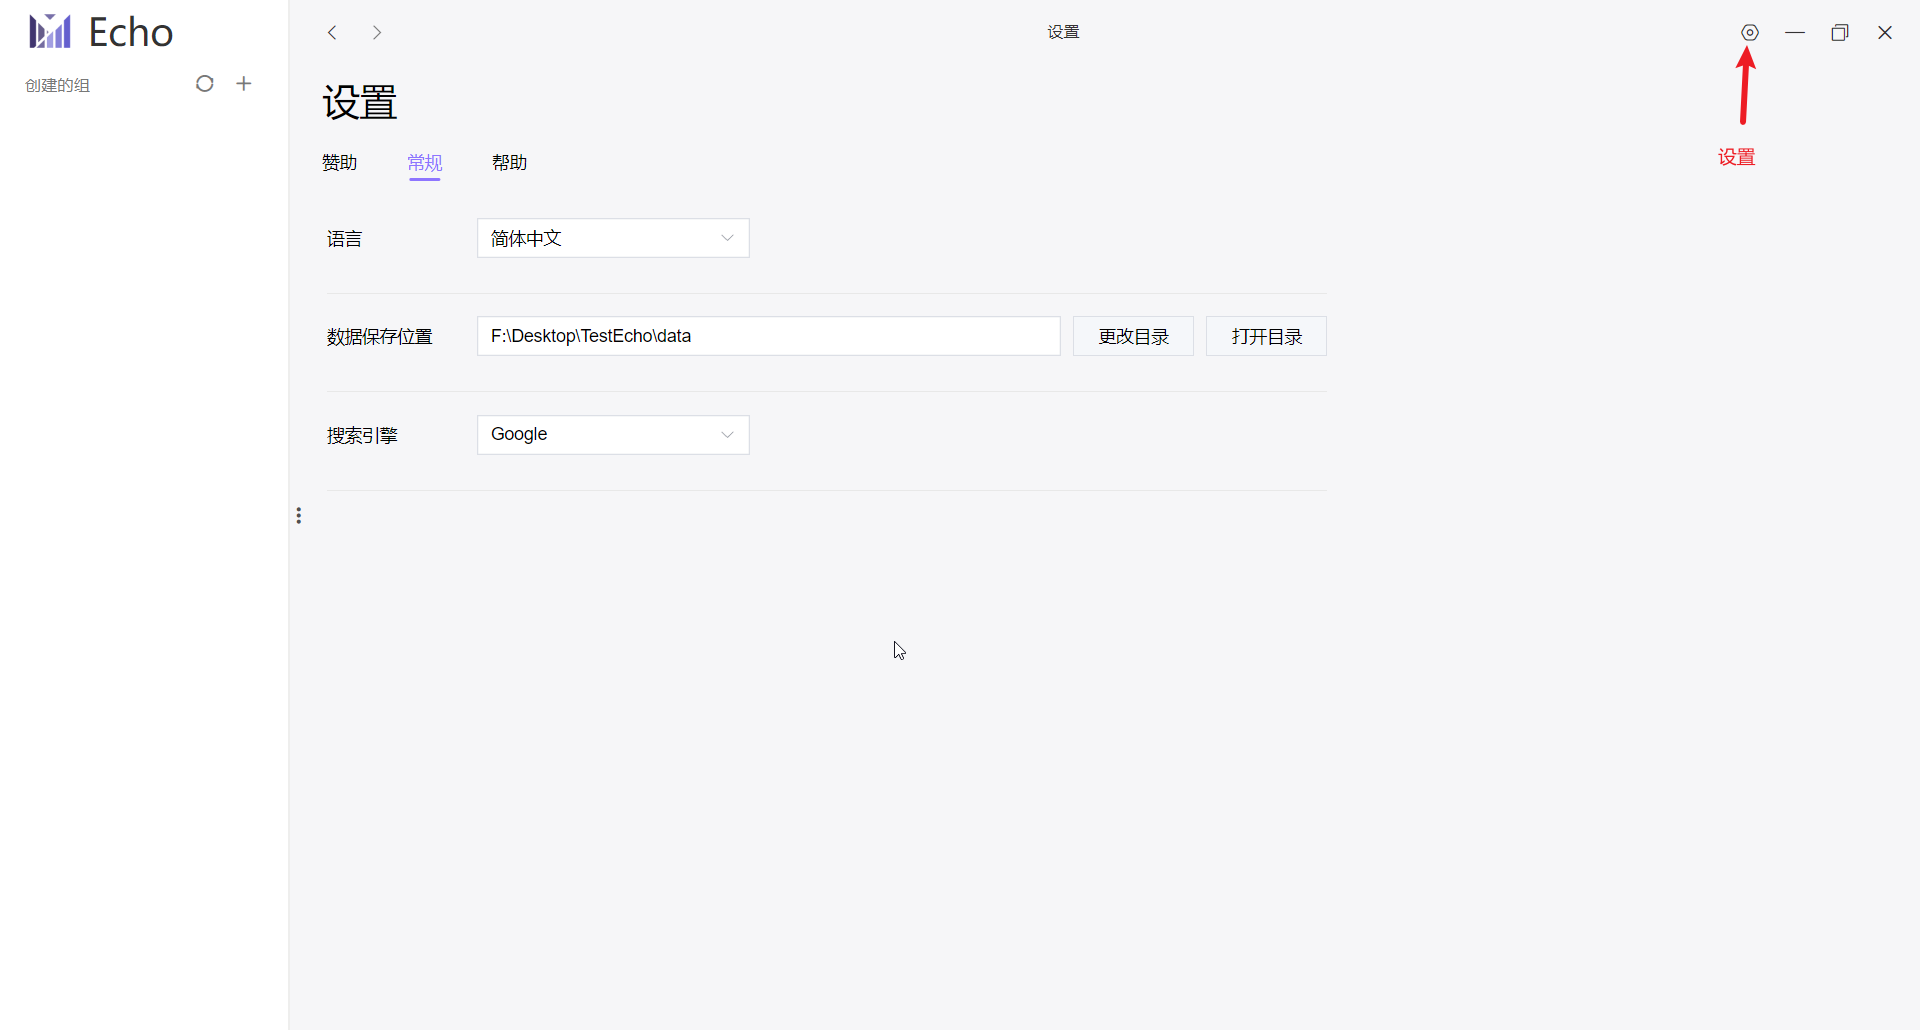 Echo
创建的组
设置
设置
设置
赞助 常规 帮助
语言 简体中文
数据保存位置 F:\Desktop\TestEcho\data 更改目录 打开目录
搜索引擎 Google